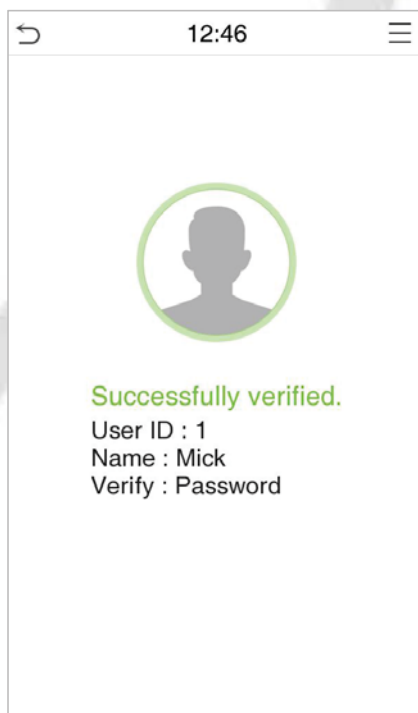 12:46
Successfully verified.
User ID : 1
Name : Mick
Verify : Password